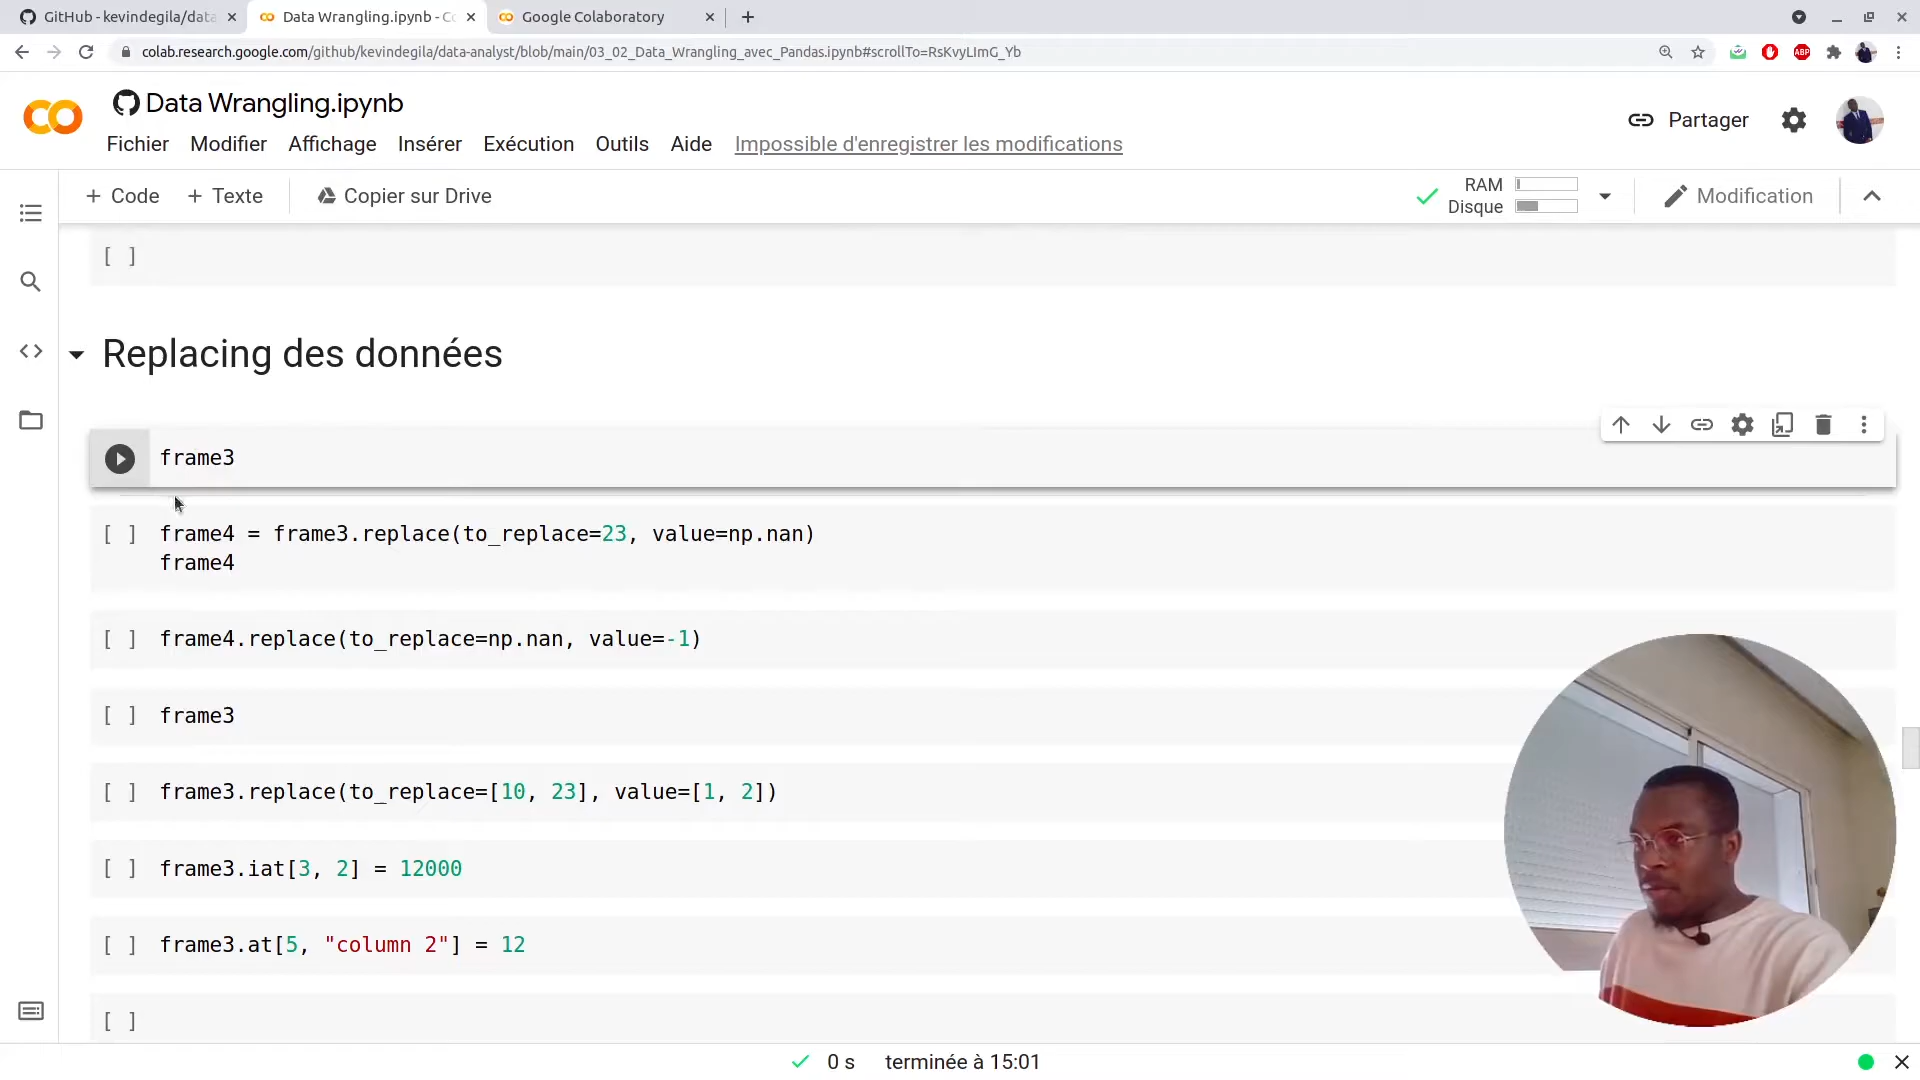 GitHub - kevindegila/data
Data Wrangling.ipynb - Co
Google Colaboratory
colab.research.google.com/github/kevindegila/data-analyst/blob/main/03_02_Data_Wrangling_avec_Pandas.ipynb#scrollTo=RsKvyLImG_Yb
ABP
Data Wrangling.ipynb
Partager
Fichier Modifier Affichage Insérer Exécution Outils Aide Impossible d'enregistrer les modifications
+ Code + Texte Copier sur Drive
RAM
Disque
Modification
[ ]
Replacing des données
frame3
[ ] frame4 = frame3.replace(to_replace=23, value=np.nan)
frame4
[ ] frame4.replace(to_replace=np.nan, value=-1)
[ ] frame3
[ ] frame3.replace(to_replace=[10, 23], value=[1, 2])
[ ] frame3.iat[3, 2] = 12000
[ ] frame3.at[5, "column 2"] = 12
[ ]
0 s terminée à 15:01